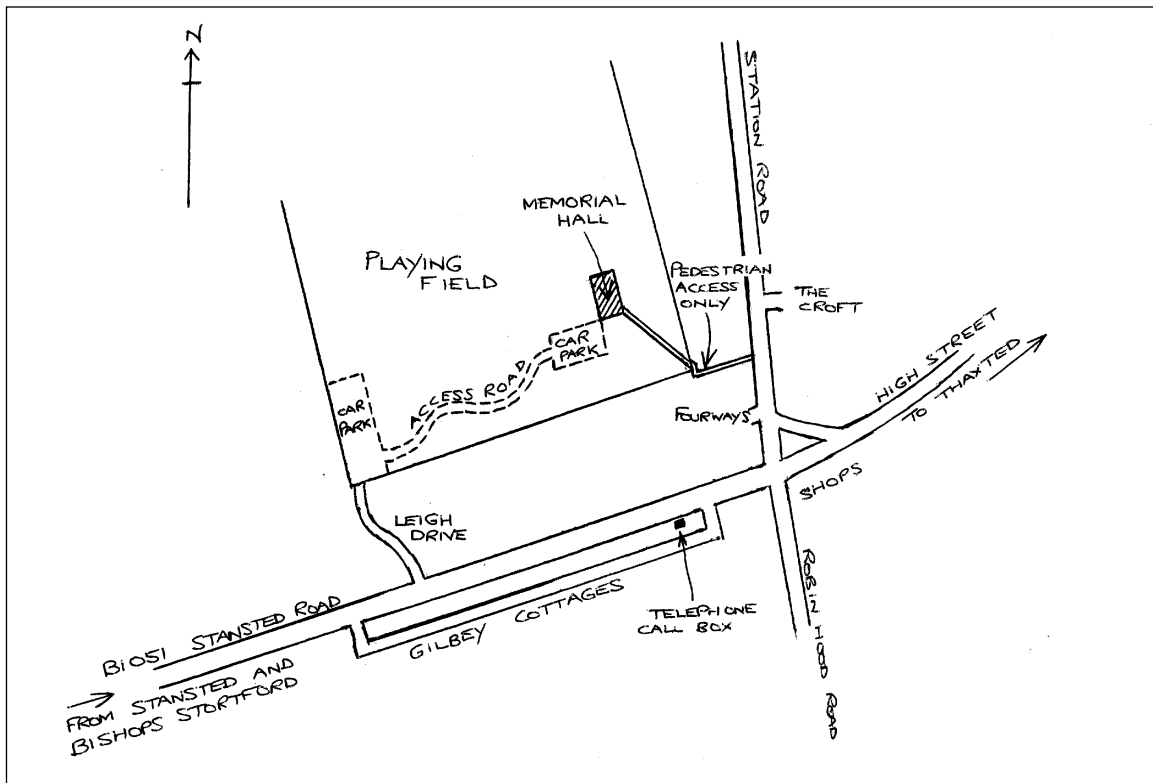 N
STATION ROAD
MEMORIAL
HALL
PLAYING
FIELD
PEDESTRIAN
ACCESS
ONLY
THE
CROFT
CAR
PARK
ACCESS ROAD
CAR
PARK
HIGH STREET
TO THAXTED
FOURWAYS
SHOPS
LEIGH
DRIVE
B1051 STANSTED ROAD
GILBEY COTTAGES
TELEPHONE
CALL BOX
FROM STANSTED AND
BISHOPS STORTFORD
ROAD